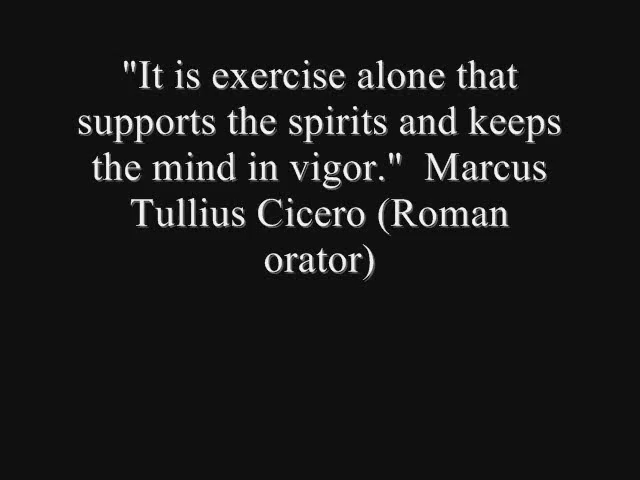 "It is exercise alone that
supports the spirits and keeps
the mind in vigor."  Marcus
Tullius Cicero (Roman
orator)